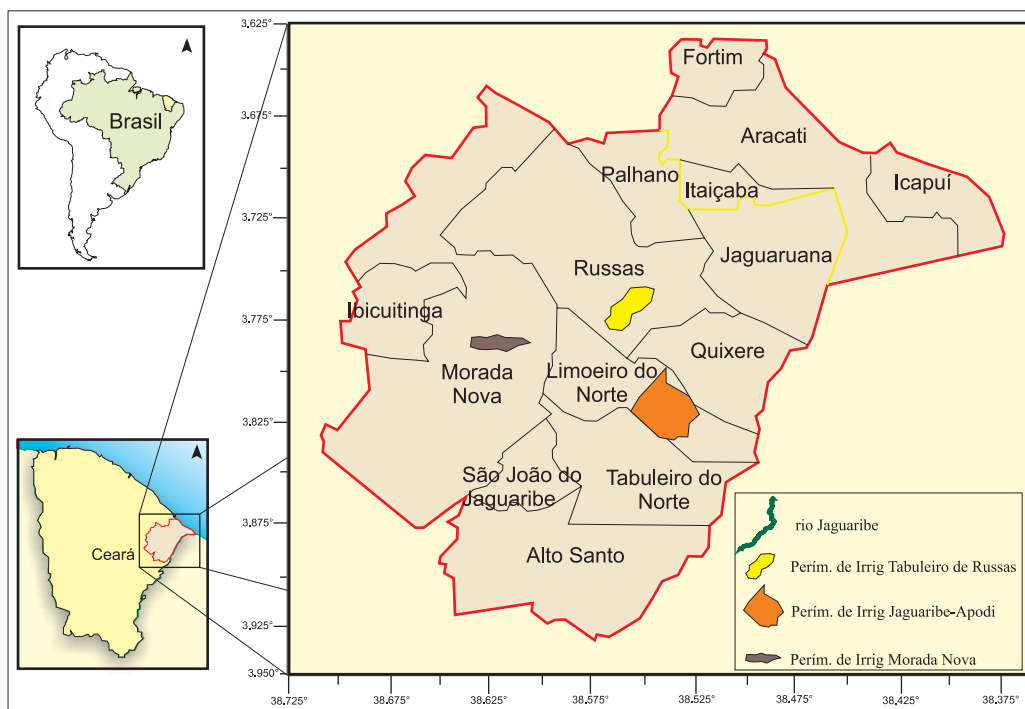 Brasil
Ceará
3.625°
3.675°
3.725°
3.775°
3.825°
3.875°
3.925°
3.950°
38.725°
38.675°
38.625°
38.575°
38.525°
38.475°
38.425°
38.375°
Fortim
Aracati
Palhano
Itaiçaba
Icapuí
Jaguaruana
Russas
Ibicuitinga
Quixere
Morada
Nova
Limoeiro do
Norte
São João do
Jaguaribe
Tabuleiro do
Norte
Alto Santo
rio Jaguaribe
Perím. de Irrig Tabuleiro de Russas
Perím. de Irrig Jaguaribe-Apodi
Perím. de Irrig Morada Nova